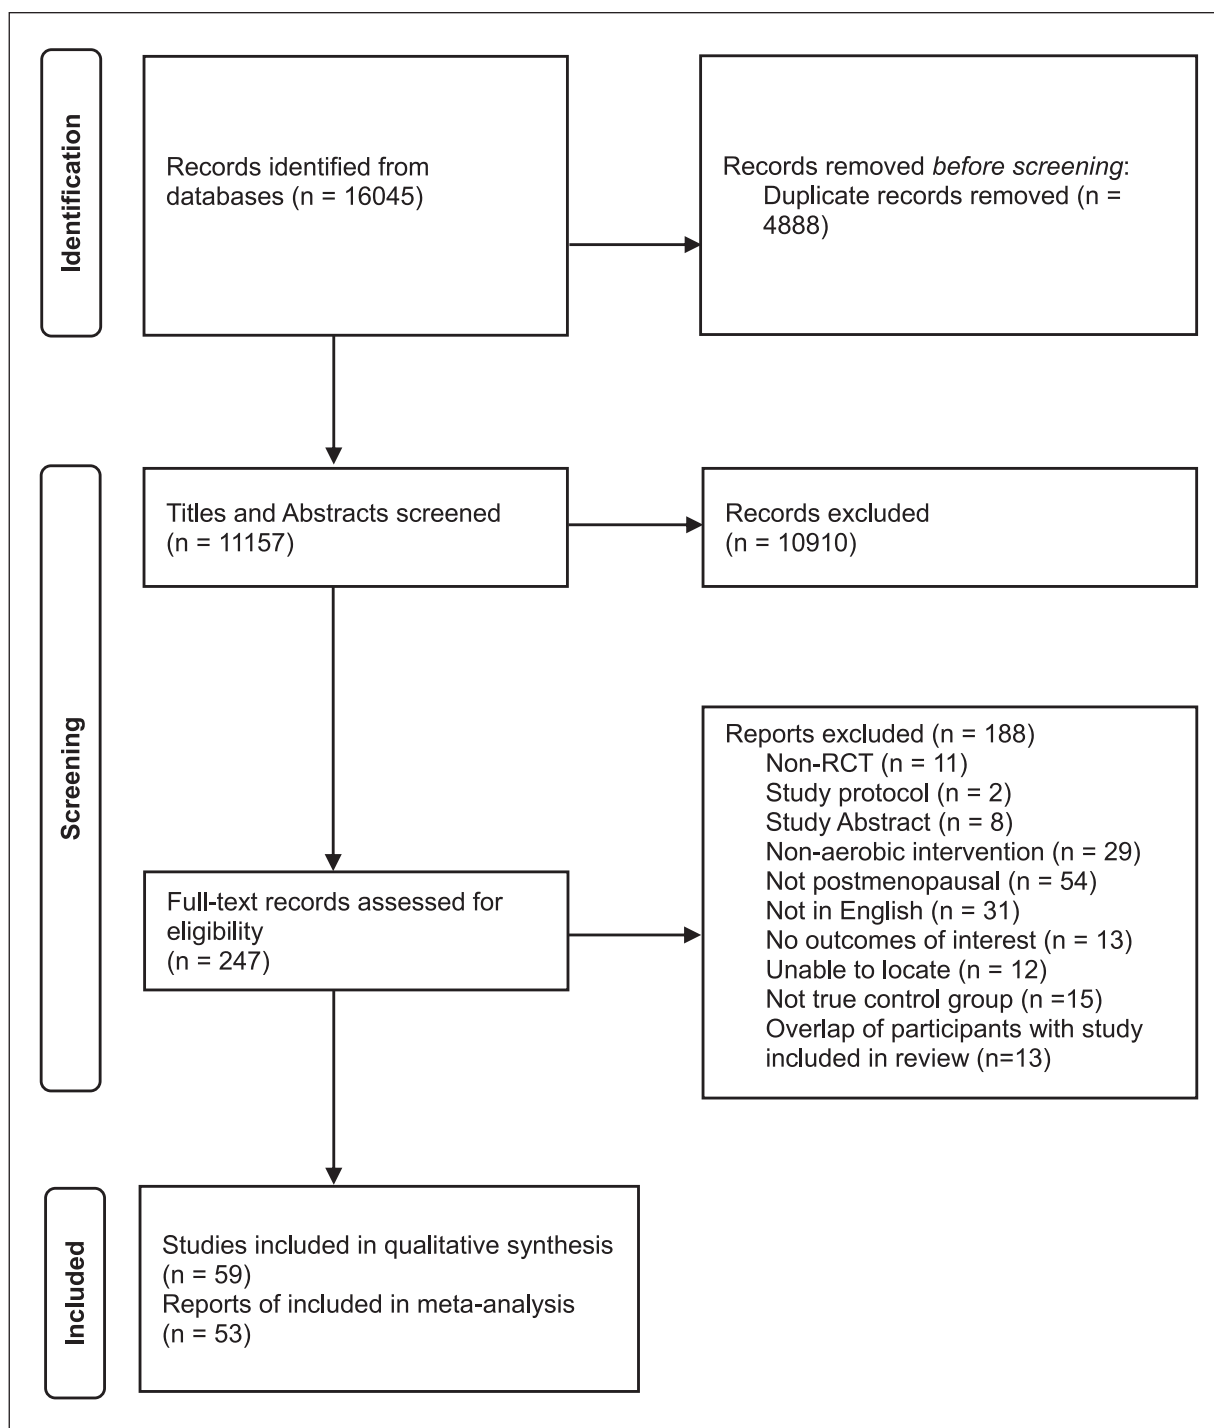 Identification
Records identified from
databases (n = 16045)
Records removed before screening:
Duplicate records removed (n =
4888)
Screening
Titles and Abstracts screened
(n = 11157)
Records excluded
(n = 10910)
Full-text records assessed for
eligibility
(n = 247)
Reports excluded (n = 188)
Non-RCT (n = 11)
Study protocol (n = 2)
Study Abstract (n = 8)
Non-aerobic intervention (n = 29)
Not postmenopausal (n = 54)
Not in English (n = 31)
No outcomes of interest (n = 13)
Unable to locate (n = 12)
Not true control group (n =15)
Overlap of participants with study
included in review (n=13)
Included
Studies included in qualitative synthesis
(n = 59)
Reports of included in meta-analysis
(n = 53)